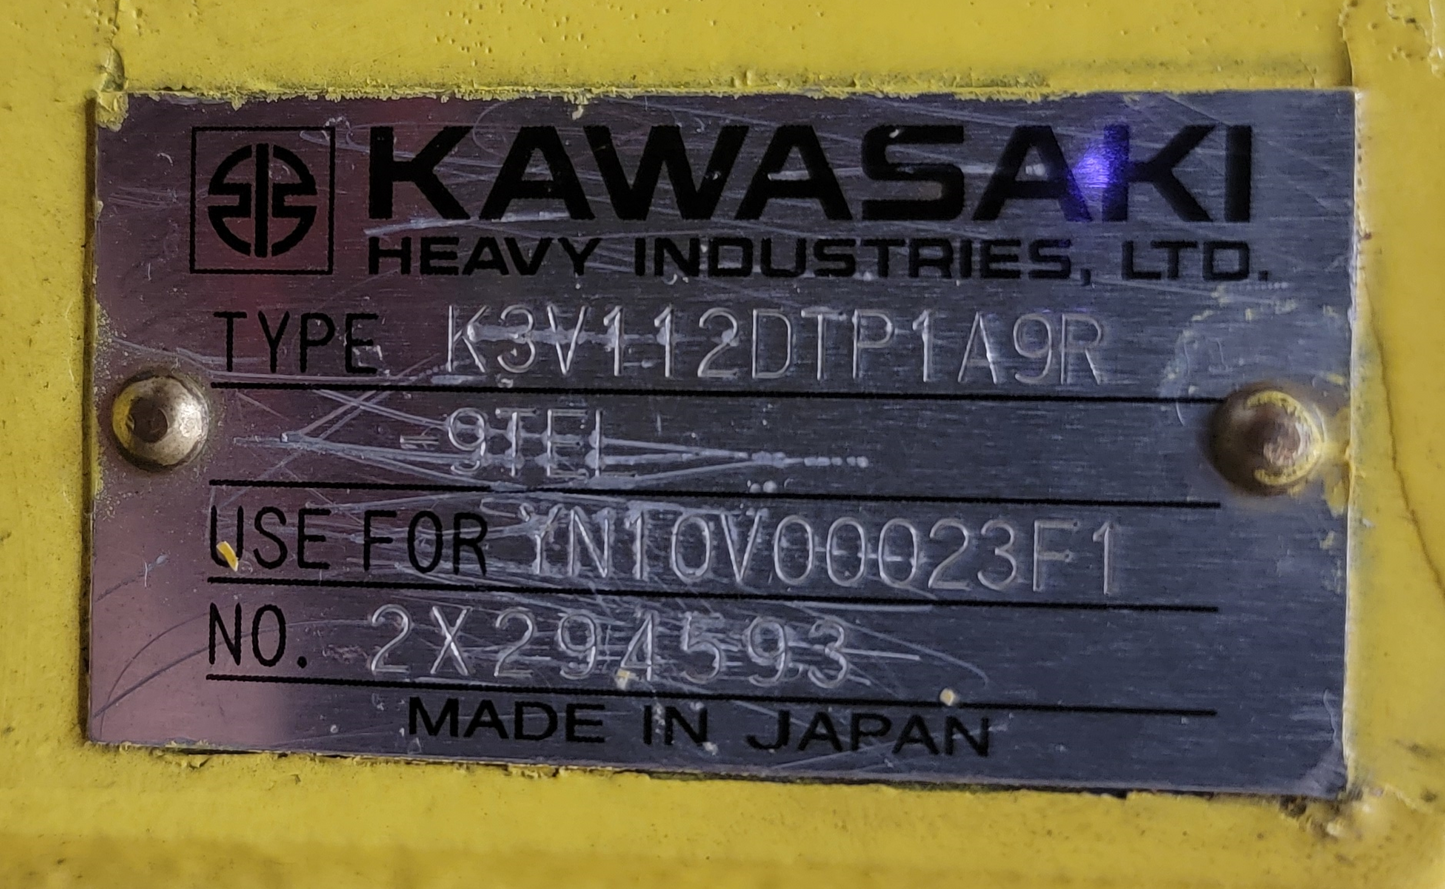 KAWASAKI
HEAVY INDUSTRIES, LTD.
TYPE K3V112DTP1A9R
-9TEL
USE FOR YN10V00023F1
NO. 2X294593
MADE IN JAPAN